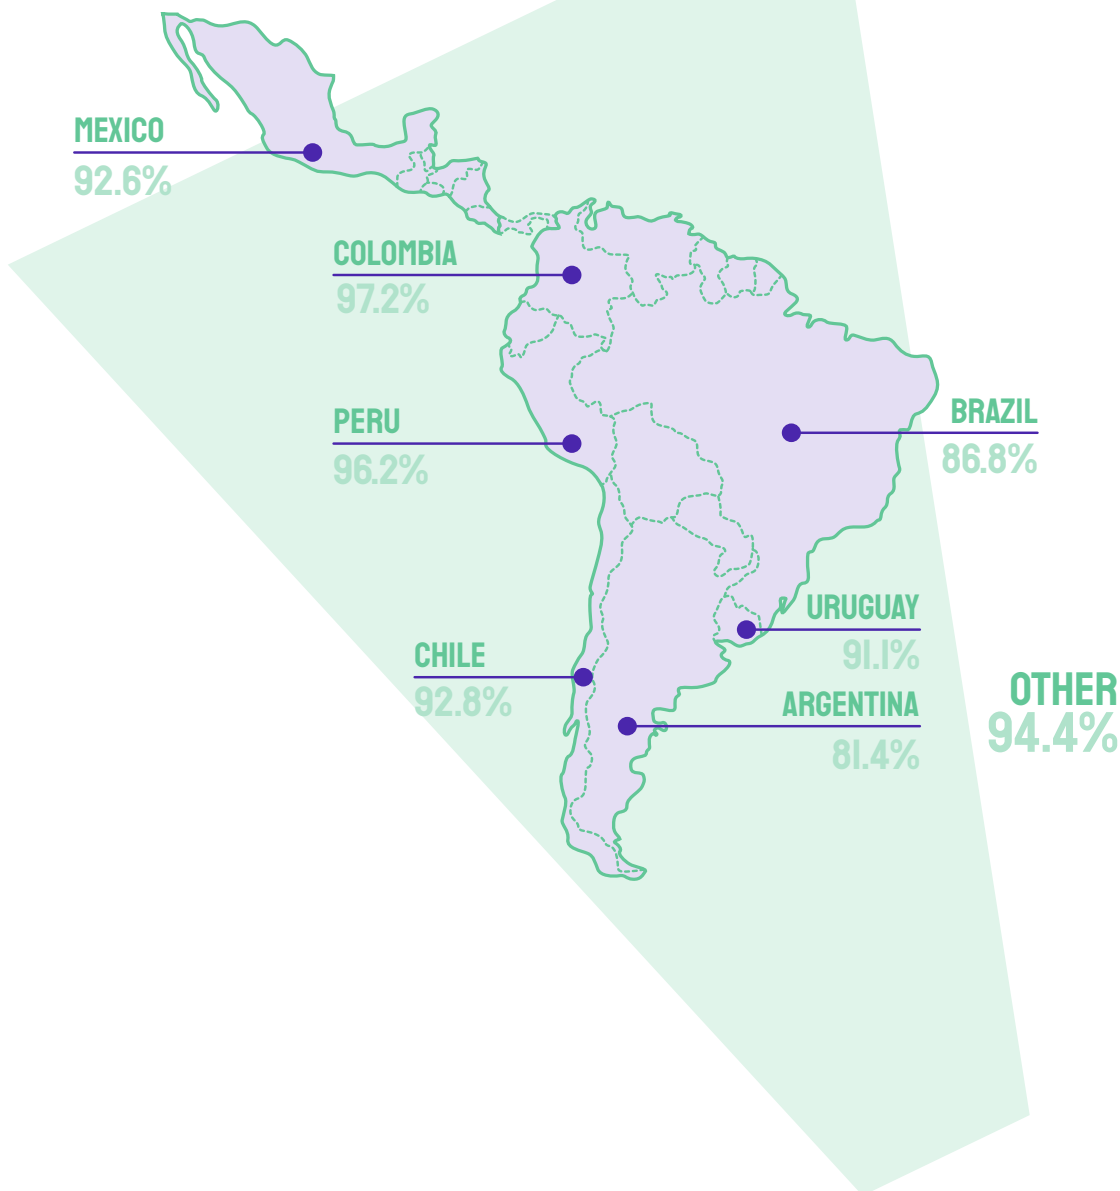 MEXICO
92.6%
COLOMBIA
97.2%
PERU
96.2%
BRAZIL
86.8%
URUGUAY
91.1%
CHILE
92.8%
ARGENTINA
81.4%
OTHER
94.4%